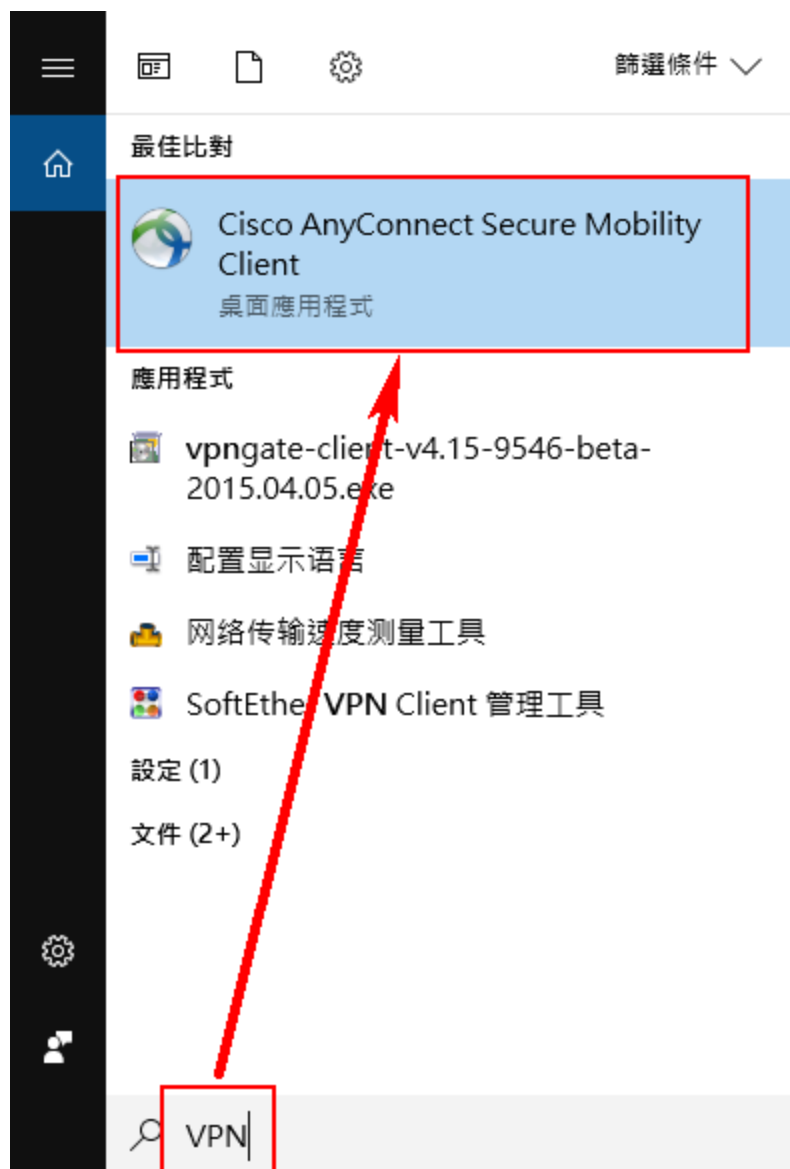 篩選條件
最佳比對
Cisco AnyConnect Secure Mobility
Client
桌面應用程式
應用程式
vpngate-client-v4.15-9546-beta-
2015.04.05.exe
配置显示语言
网络传输速度测量工具
SoftEther VPN Client 管理工具
設定 (1)
文件 (2+)
VPN